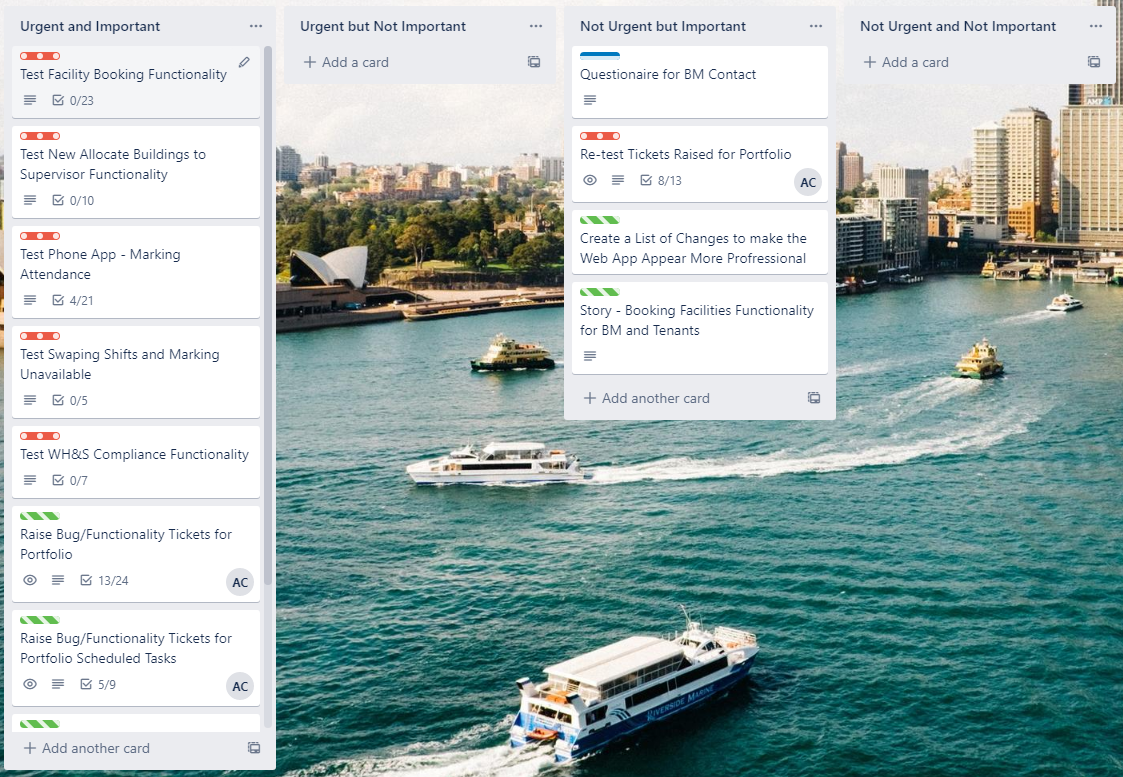 Urgent and Important
Test Facility Booking Functionality
0/23
Test New Allocate Buildings to
Supervisor Functionality
0/10
Test Phone App - Marking
Attendance
4/21
Test Swaping Shifts and Marking
Unavailable
0/5
Test WH&S Compliance Functionality
0/7
Raise Bug/Functionality Tickets for
Portfolio
13/24
AC
Raise Bug/Functionality Tickets for
Portfolio Scheduled Tasks
5/9
AC
Add another card
Urgent but Not Important
Add a card
Not Urgent but Important
Questionaire for BM Contact
Re-test Tickets Raised for Portfolio
8/13
AC
Create a List of Changes to make the
Web App Appear More Profressional
Story - Booking Facilities Functionality
for BM and Tenants
Add another card
Not Urgent and Not Important
Add a card
AMP
RIVERSIDE MARINE